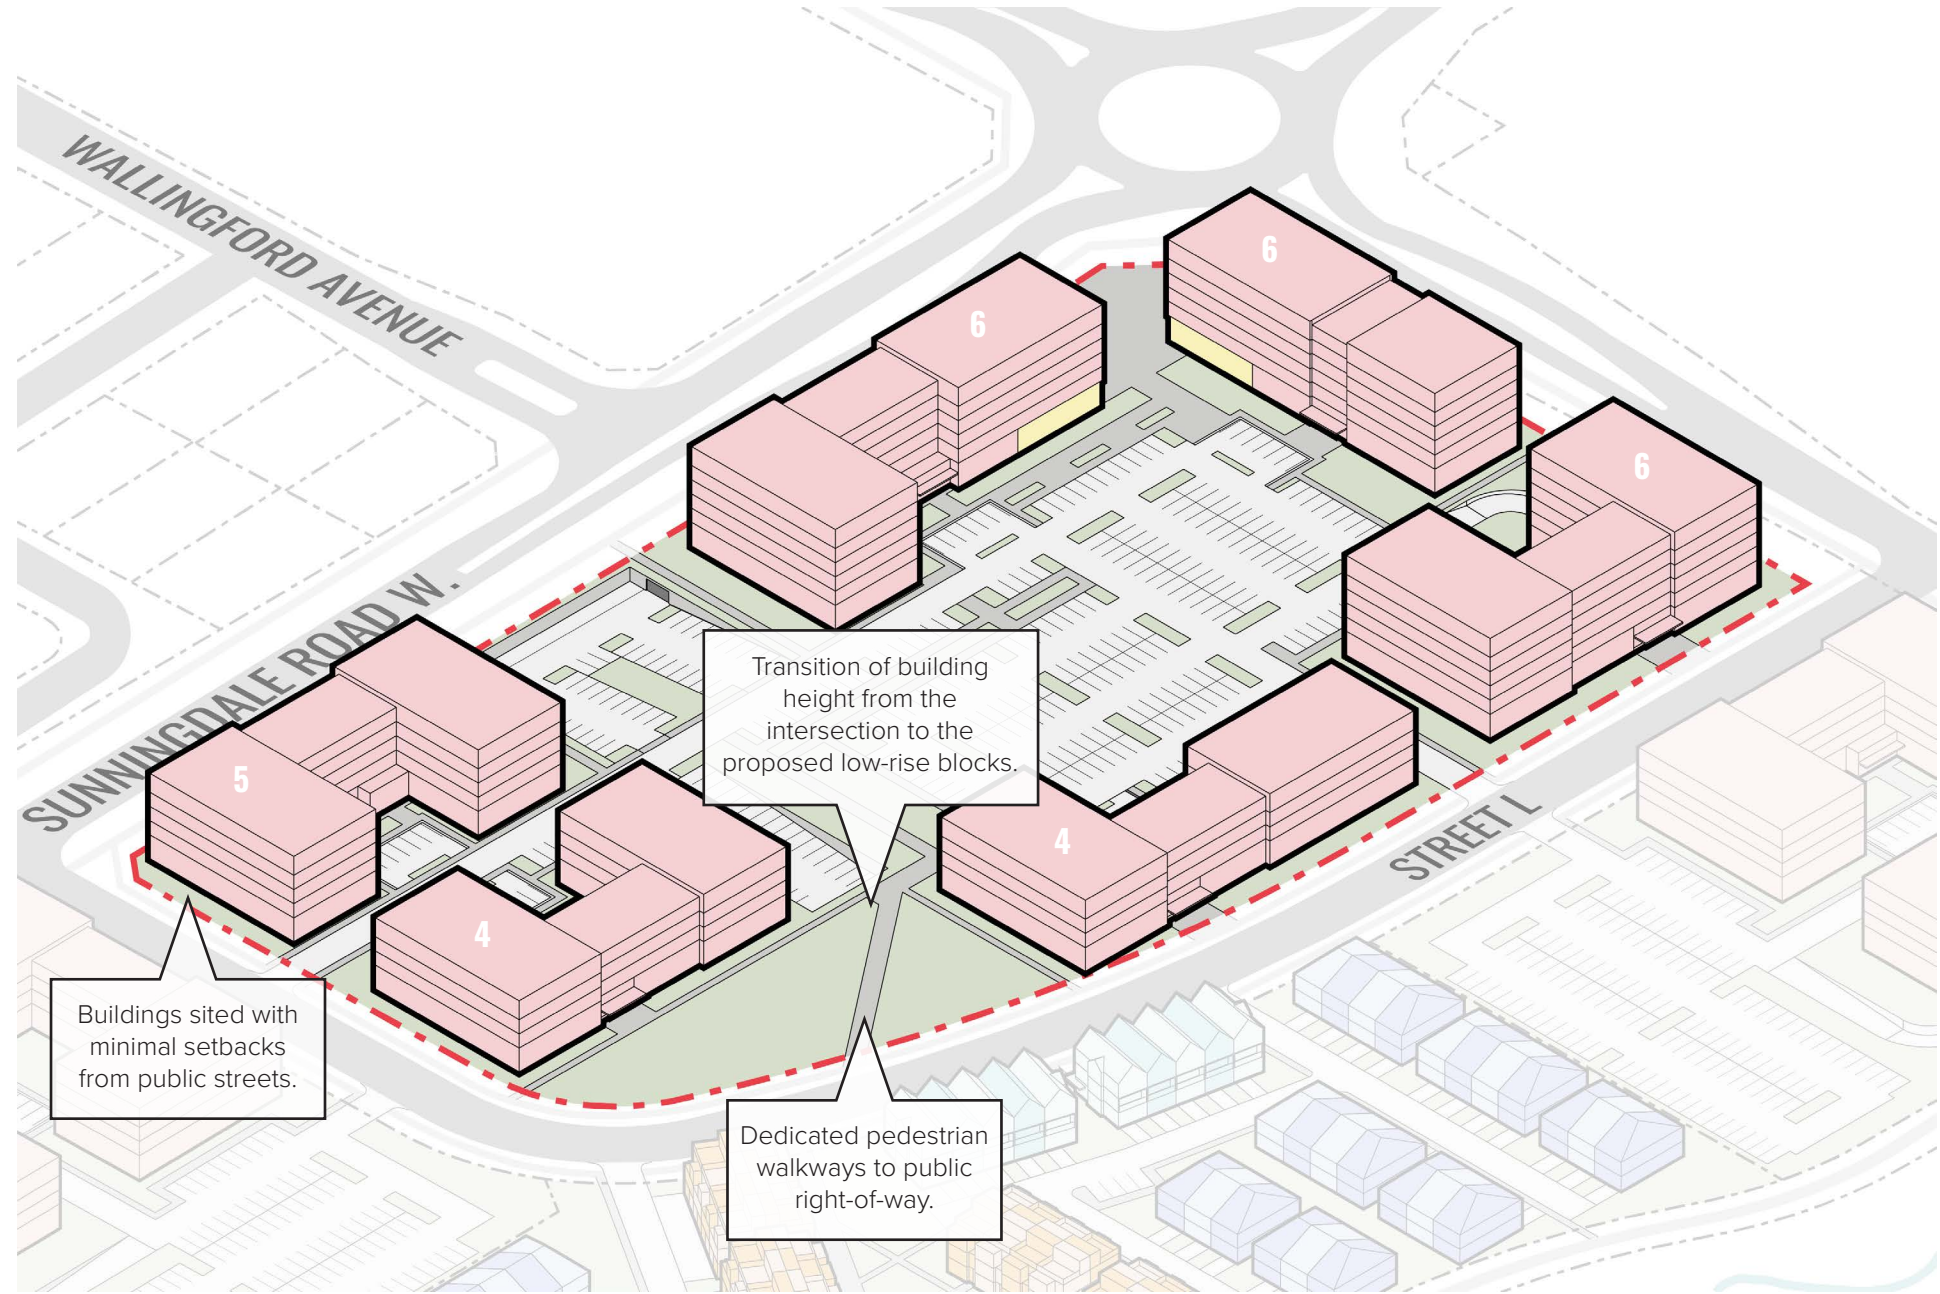 WALLINGFORD AVENUE
6
6
6
SUNNINGDALE ROAD W.
Transition of building
height from the
intersection to the
proposed low-rise blocks.
5
4
4
STREET L
Buildings sited with
minimal setbacks
from public streets.
Dedicated pedestrian
walkways to public
right-of-way.